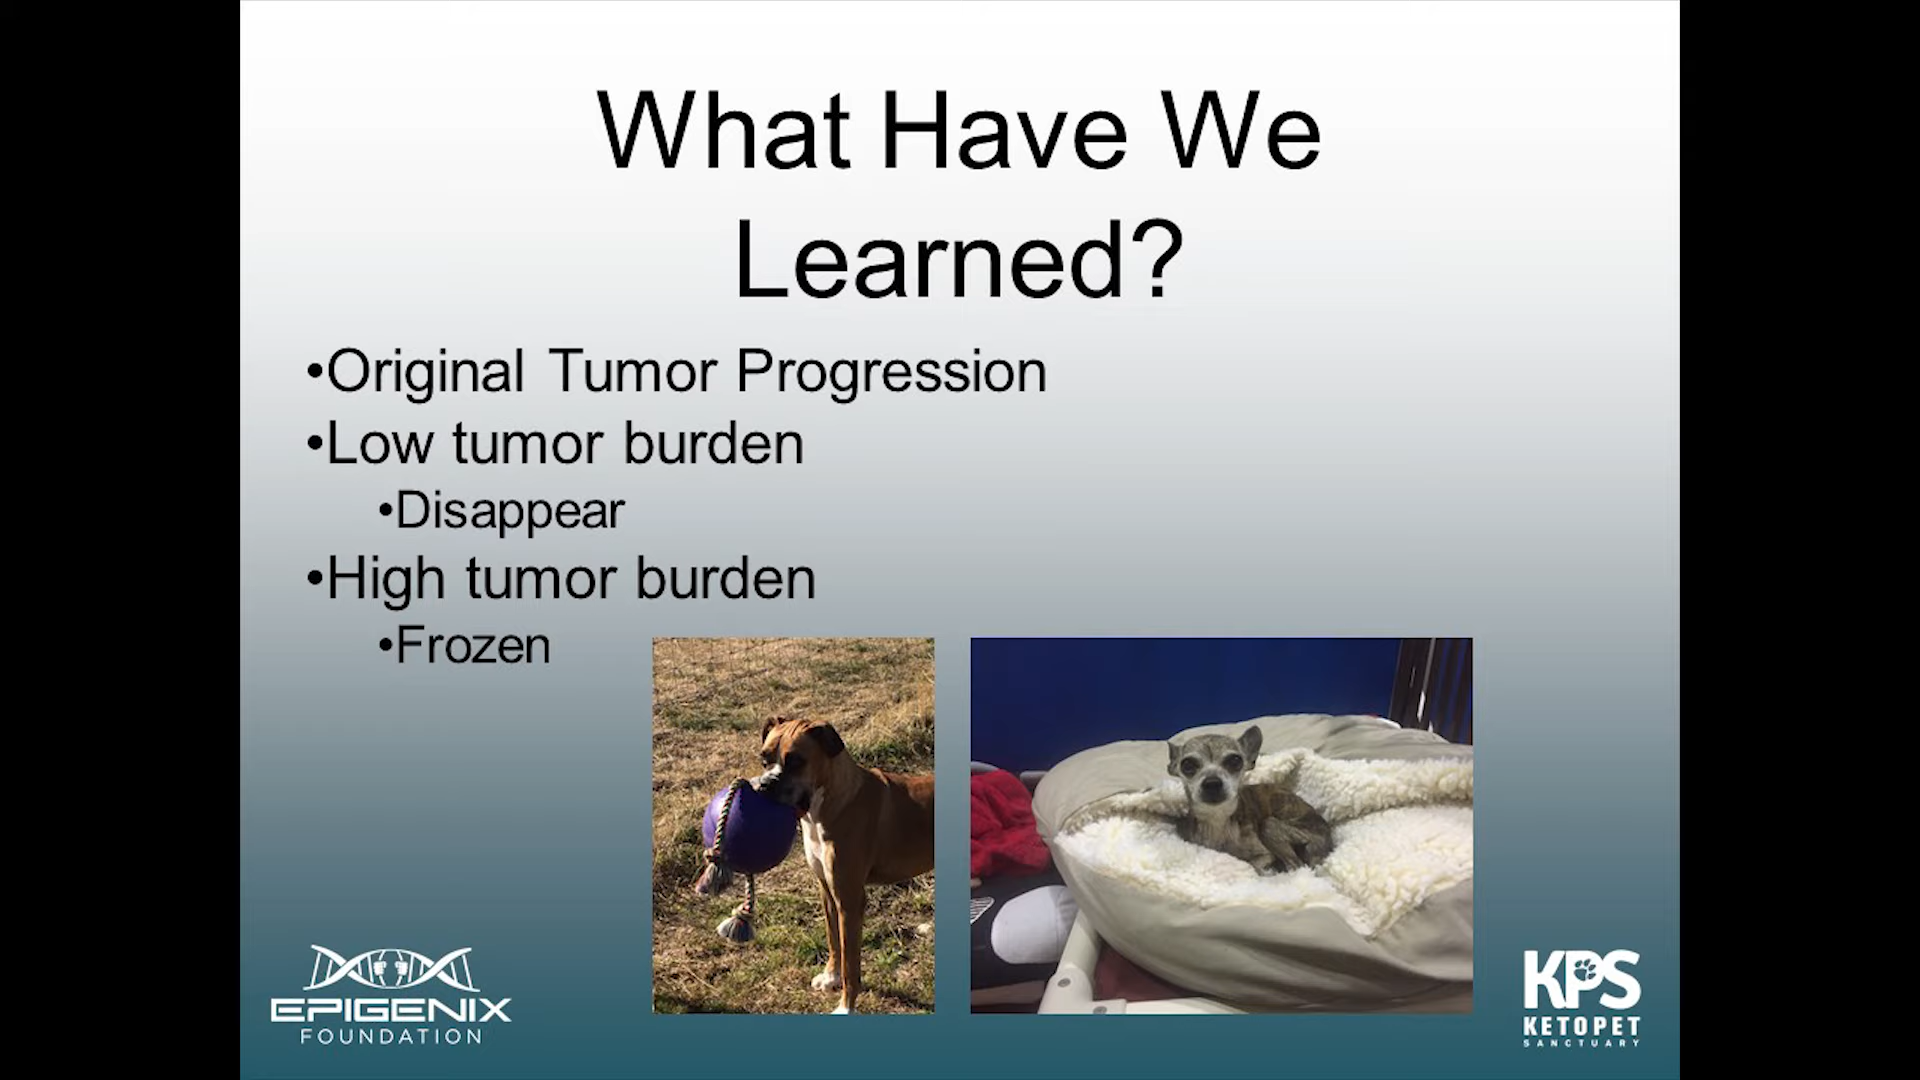 What Have We
Learned?
•Original Tumor Progression
•Low tumor burden
•Disappear
•High tumor burden
•Frozen
EPIGENIX
FOUNDATION
KPS
KETOPET
SANCTUARY